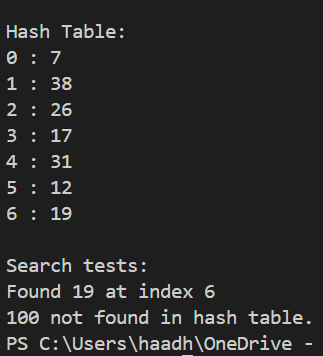 Hash Table:
0 : 7
1 : 38
2 : 26
3 : 17
4 : 31
5 : 12
6 : 19
Search tests:
Found 19 at index 6
100 not found in hash table.
PS C:\Users\haadh\OneDrive -